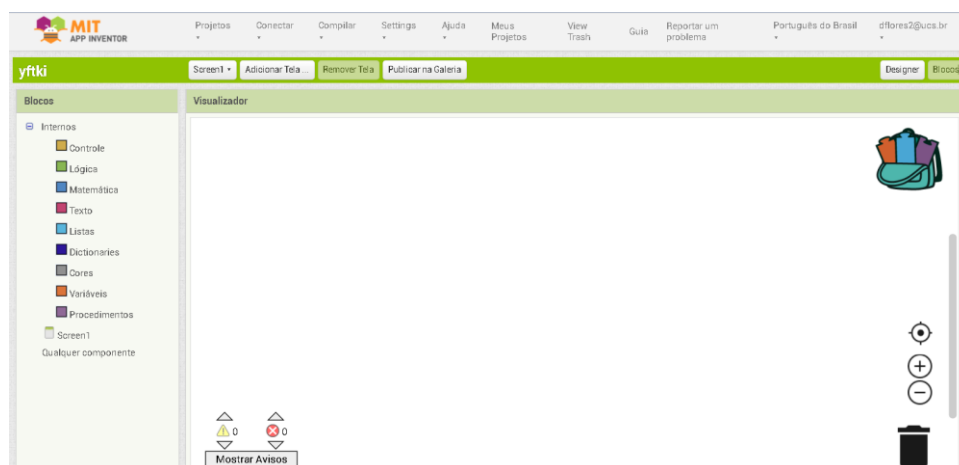 MIT
APP INVENTOR
Projetos
Conectar
Compilar
Settings
Ajuda
Meus
Projetos
View
Trash
Guia
Reportar um
problema
Português do Brasil
dflores2@ucs.br
yftki
Screen1
Adicionar Tela...
Remover Tela
Publicar na Galeria
Designer
Blocos
Blocos
Visualizador
Internos
Controle
Lógica
Matemática
Texto
Listas
Dictionaries
Cores
Variáveis
Procedimentos
Screen1
Qualquer componente
0
0
Mostrar Avisos